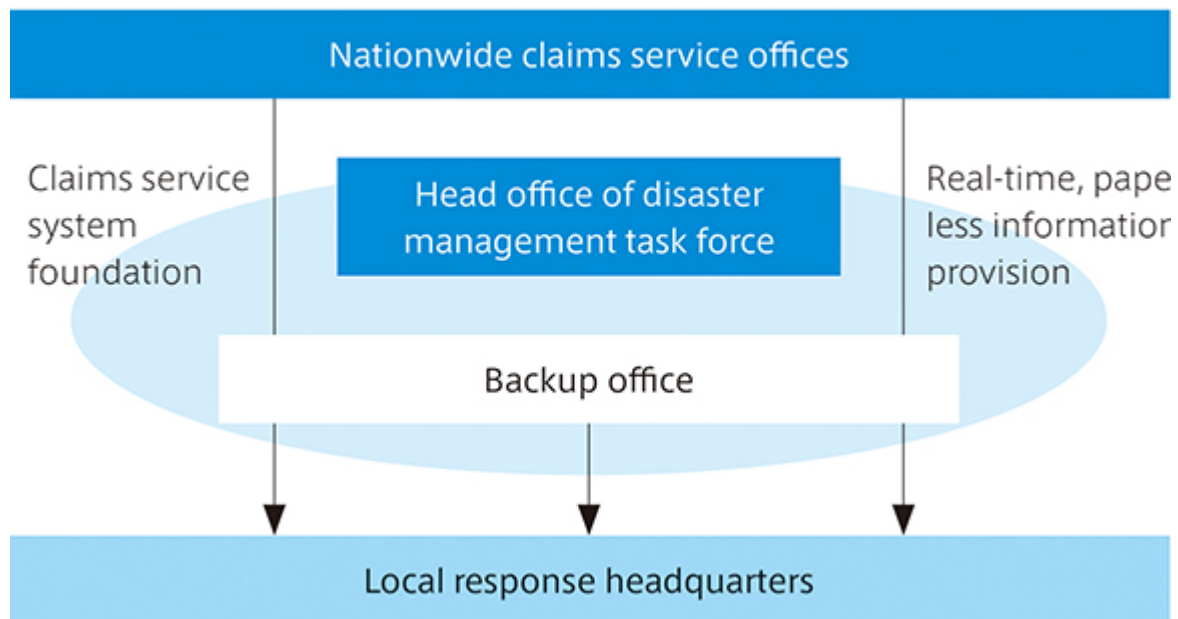 Nationwide claims service offices
Claims service
system
foundation
Head office of disaster
management task force
Real-time, pape
less information
provision
Backup office
Local response headquarters